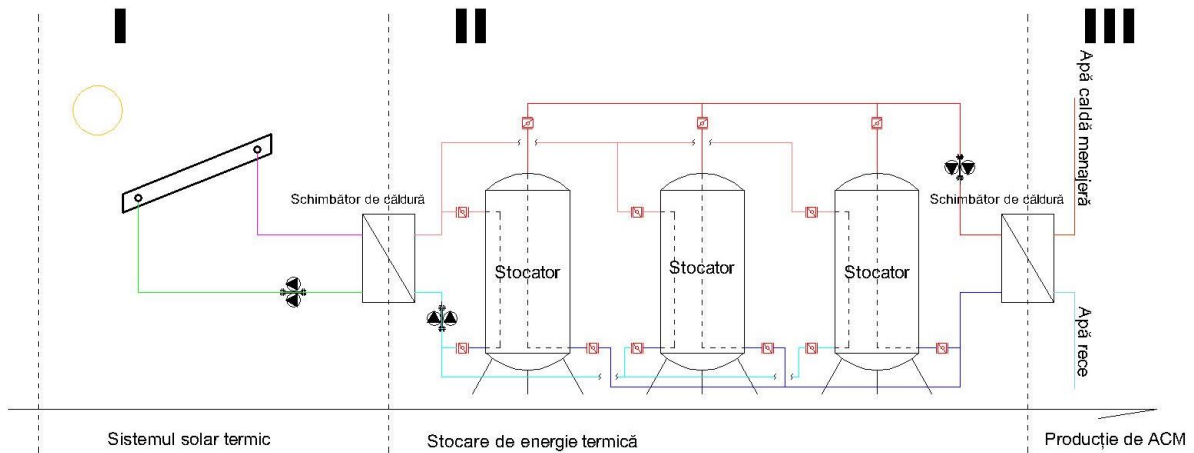 I
II
III
Apă caldă menajeră
Schimbător de căldură
Schimbător de căldură
Stocator
Stocator
Stocator
Apă rece
Sistemul solar termic
Stocare de energie termică
Producție de ACM